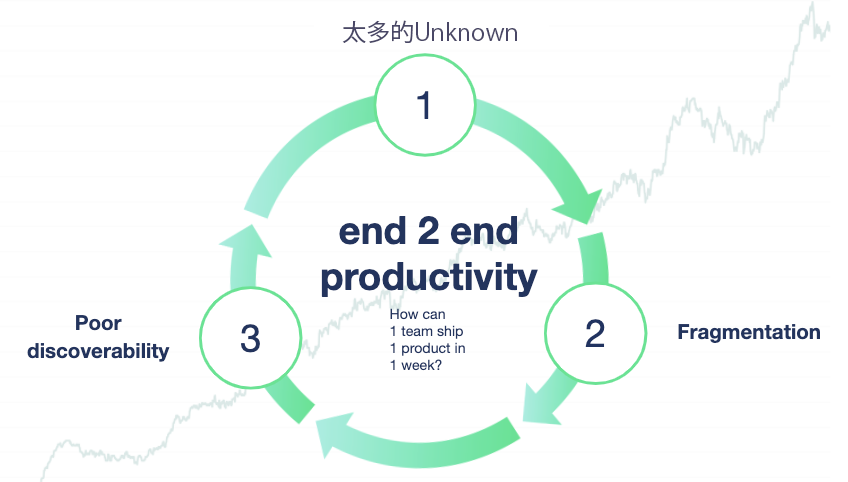 太多的Unknown
1
end 2 end
productivity
How can
1 team ship
1 product in
1 week?
Poor
discoverability
3
2
Fragmentation